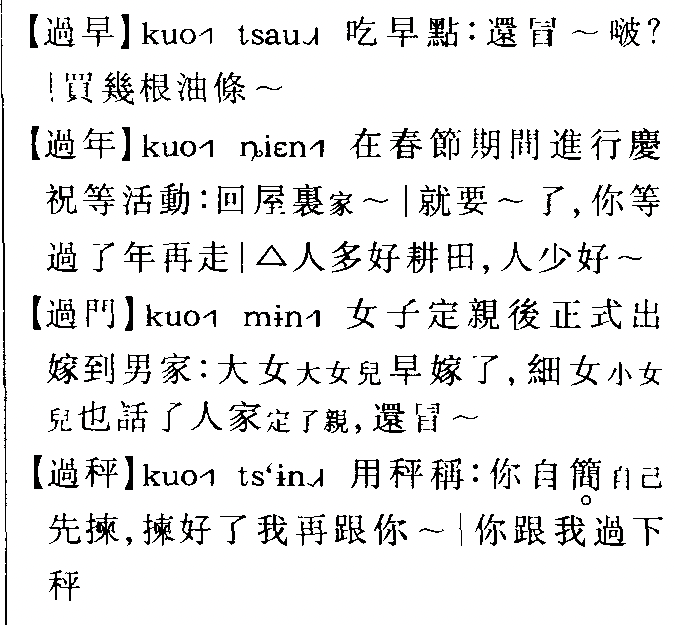 【過早】kuo˧˥ tsau˨˩ 吃早點：還冒～啵？
｜買幾根油條～
【過年】kuo˧˥ ȵiɛn˧˥ 在春節期間進行慶
祝等活動：回屋裏家～｜就要～了，你等
過了年再走｜△人多好耕田，人少好～
【過門】kuo˧˥ mɨn˧˥ 女子定親後正式出
嫁到男家：大女大女兒早嫁了，細女小女
兒也話了人家定了親，還冒～
【過秤】kuo˧˥ tsʻɨn˨˩ 用秤稱：你自簡自己
先揀，揀好了我再跟你～｜你跟我過下
秤